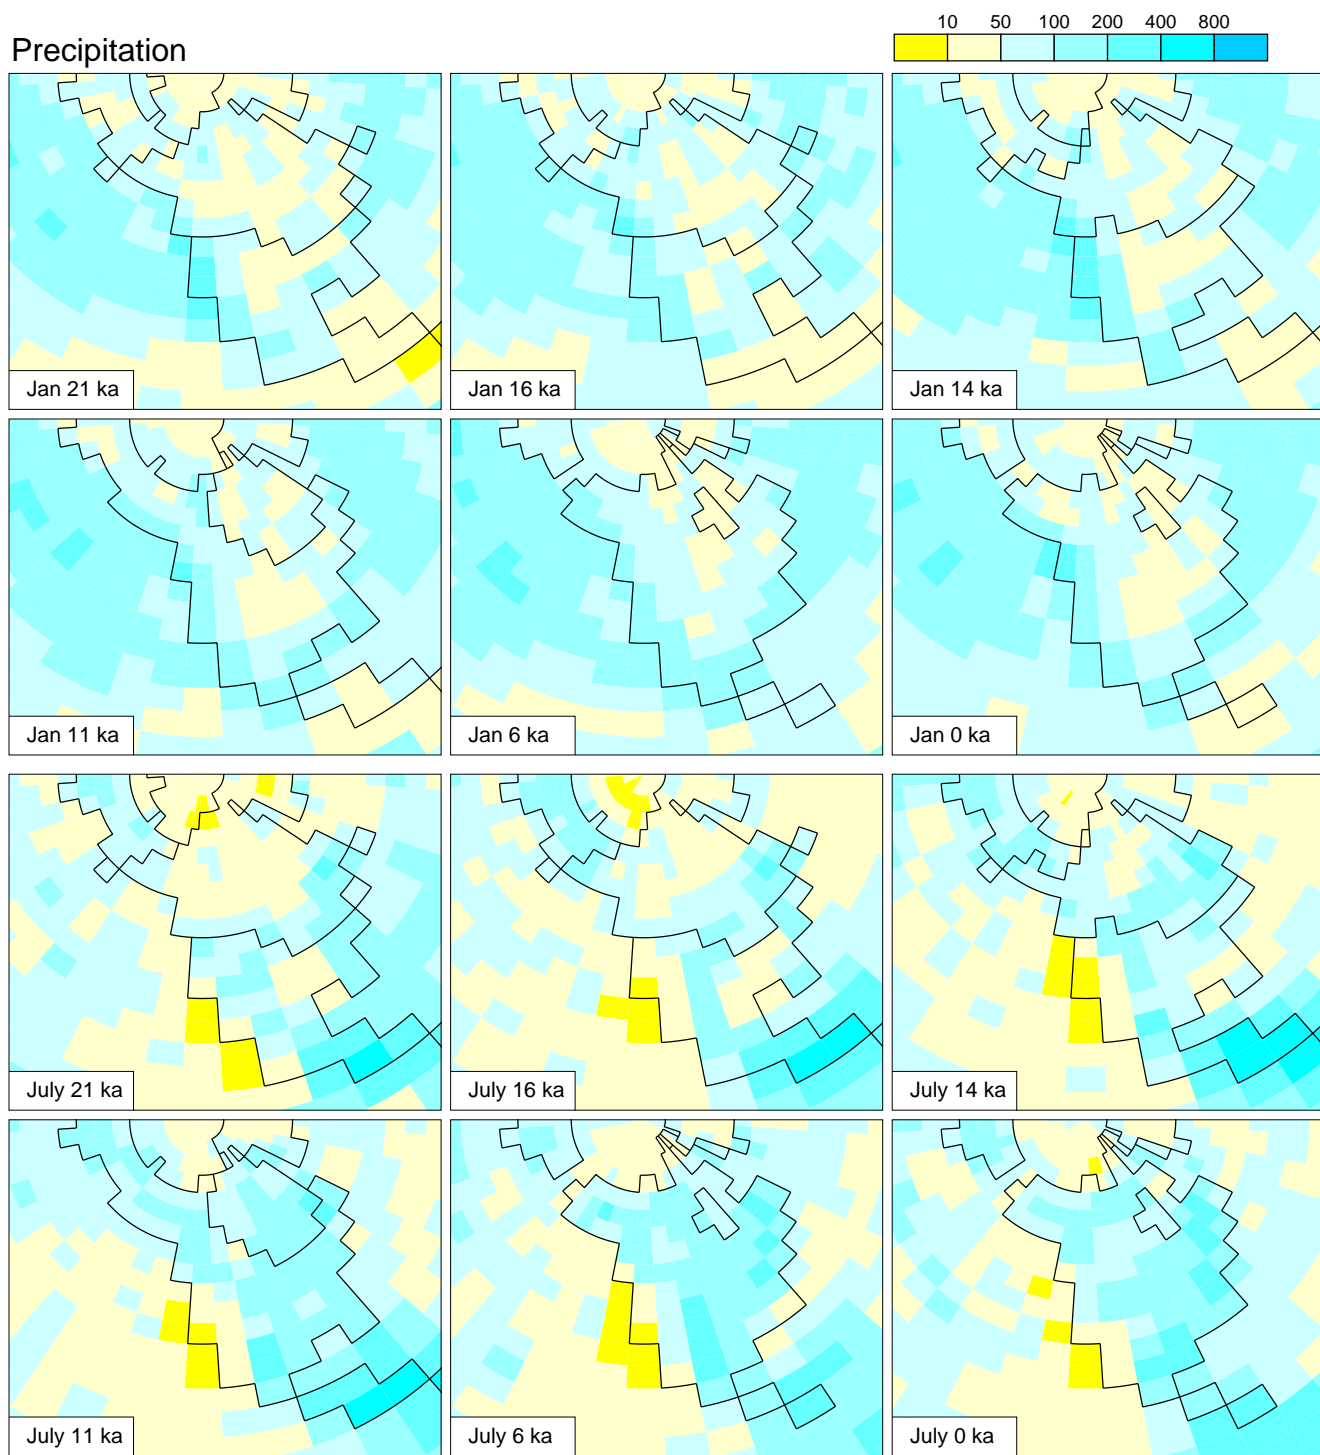 10 50 100 200 400 800
Precipitation
Jan 21 ka
Jan 16 ka
Jan 14 ka
Jan 11 ka
Jan 6 ka
Jan 0 ka
July 21 ka
July 16 ka
July 14 ka
July 11 ka
July 6 ka
July 0 ka